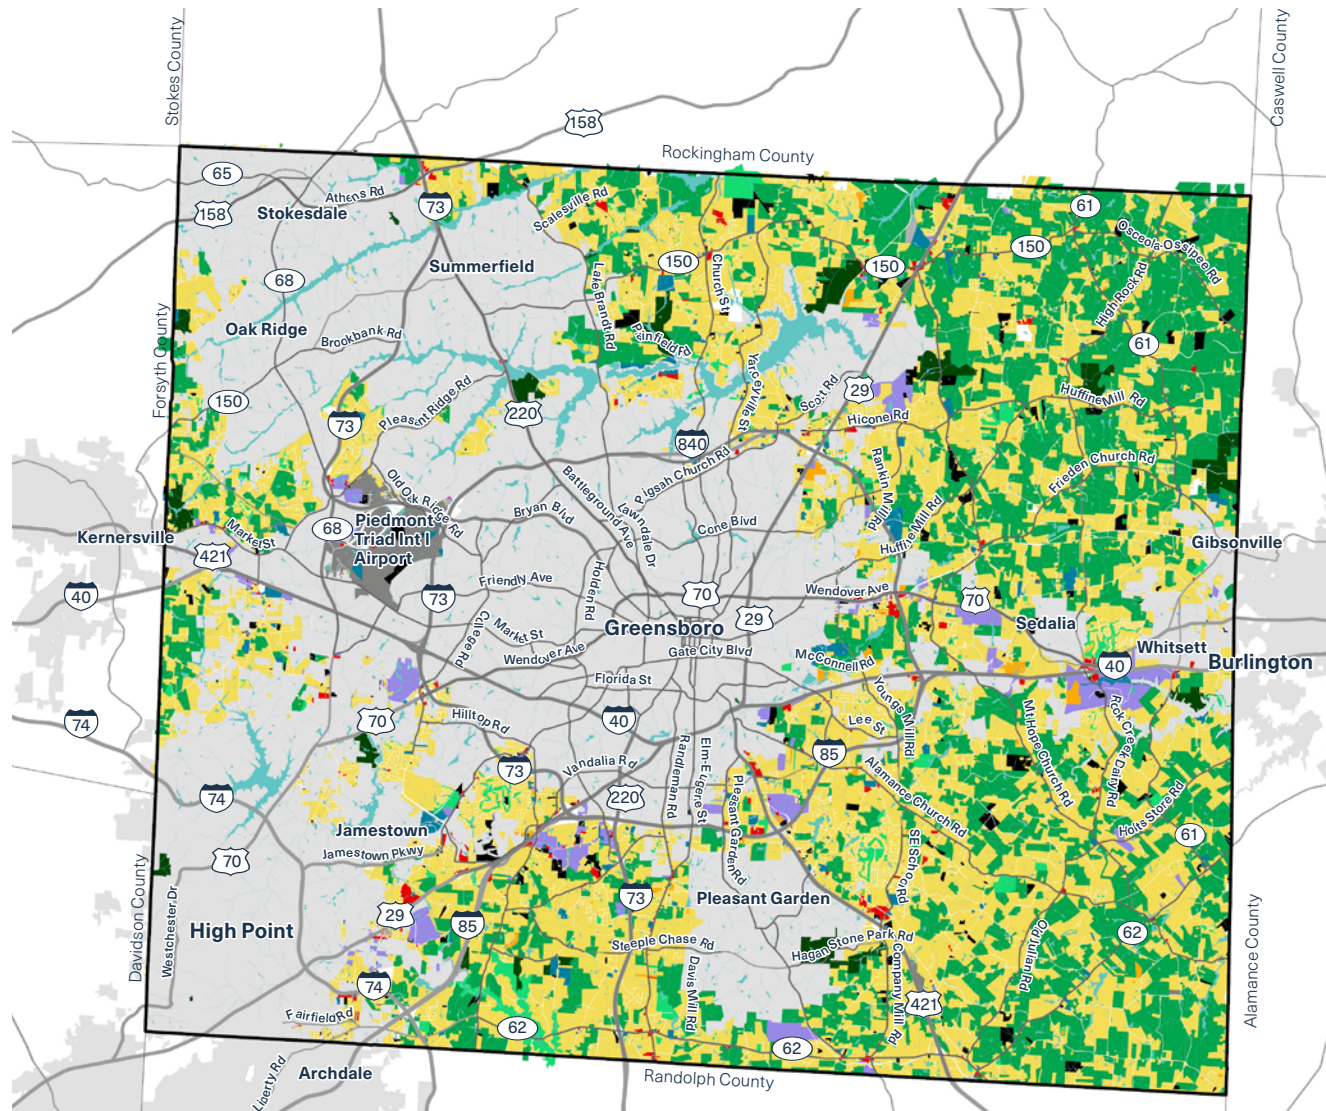 Stokes County
Caswell County
158
Rockingham County
65
Athens Rd
158
Stokesdale
73
Scalesville Rd
61
Osceola-Ossipee Rd
150
150
150
Summerfield
68
Lake Brandt Rd
Church St
High Rock Rd
Oak Ridge
Brookbank Rd
Plainfield Rd
61
Forsyth County
Yanceyville St
Scott Rd
29
Pleasant Ridge Rd
Huffine Mill Rd
150
220
Hicone Rd
73
840
Pisgah Church Rd
Rankin Mill Rd
Frieden Church Rd
Old Oak Ridge Rd
Battleground Ave
Lawndale Dr
Bryan Blvd
Cone Blvd
Huffine Mill Rd
68
Piedmont
Triad Int'l
Airport
Market St
Kernersville
421
Gibsonville
40
73
Friendly Ave
Holden Rd
70
Wendover Ave
70
29
Sedalia
College Rd
Market St
Greensboro
Wendover Ave
Gate City Blvd
McConnell Rd
Whitsett
40
Burlington
Florida St
Youngs Mill Rd
74
70
Hilltop Rd
40
Lee St
Mt Hope Church Rd
Rock Creek Dairy Rd
85
73
Vandalia Rd
Randleman Rd
Elm-Eugene St
Alamance Church Rd
74
220
Pleasant Garden Rd
Holts Store Rd
Jamestown
61
Jamestown Pkwy
70
SE School Rd
Davidson County
Westchester Dr
29
73
Pleasant Garden
High Point
85
62
Alamance County
Steeple Chase Rd
Hagan Stone Park Rd
Old Julian Rd
Davis Mill Rd
Company Mill Rd
74
421
Fairfield Rd
62
62
Liberty Rd
Archdale
Randolph County